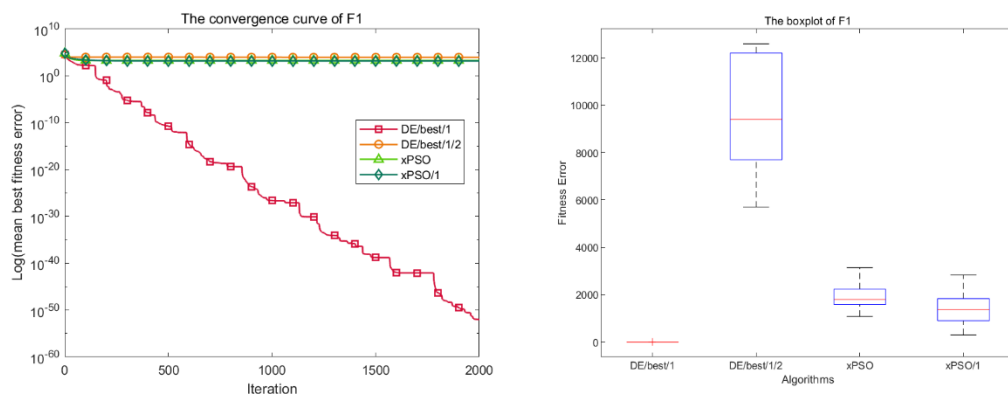 The convergence curve of F1
Log(mean best fitness error)
10^10
10^0
10^-10
10^-20
10^-30
10^-40
10^-50
10^-60
DE/best/1
DE/best/1/2
xPSO
xPSO/1
0 500 1000 1500 2000
Iteration
The boxplot of F1
Fitness Error
12000
10000
8000
6000
4000
2000
0
DE/best/1 DE/best/1/2 xPSO xPSO/1
Algorithms